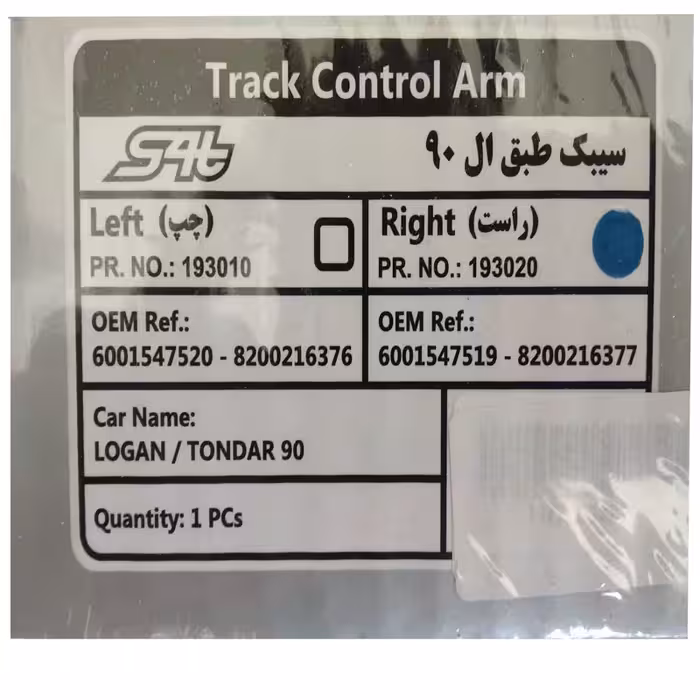 Track Control Arm
S4t
سیبک طبق ال ۹۰
Left (چپ)
PR. NO.: 193010
Right (راست)
PR. NO.: 193020
OEM Ref.:
6001547520 - 8200216376
OEM Ref.:
6001547519 - 8200216377
Car Name:
LOGAN / TONDAR 90
Quantity: 1 PCs